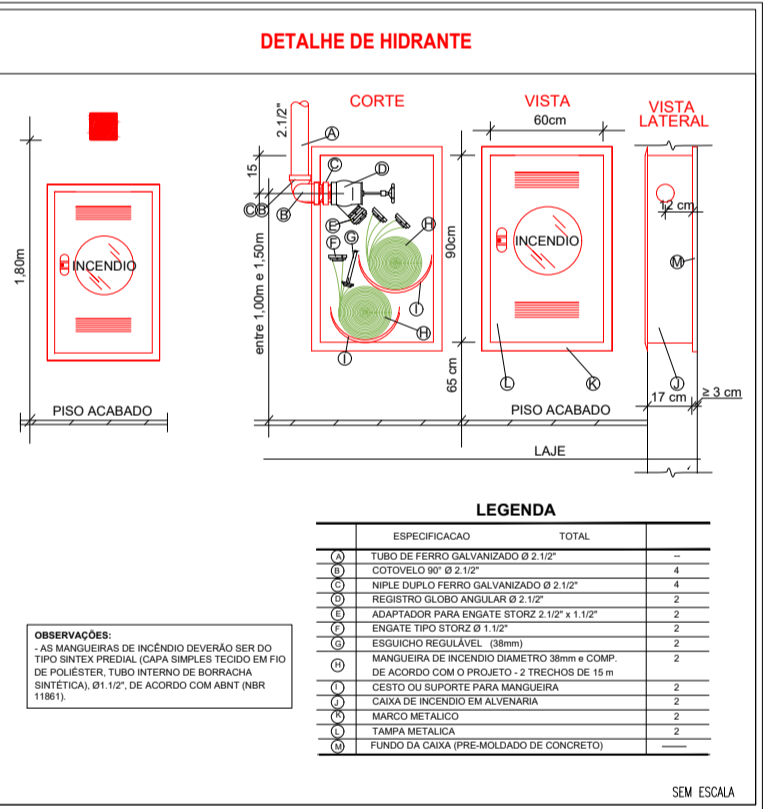 DETALHE DE HIDRANTE
1,80m
INCENDIO
PISO ACABADO
CORTE
VISTA
VISTA
LATERAL
2.1/2"
60cm
15
A
C
D
C
B
B
E
F
G
H
H
I
I
entre 1,00m e 1,50m
90cm
65 cm
INCENDIO
12 cm
M
L
K
J
17 cm
≥ 3 cm
PISO ACABADO
LAJE
LEGENDA
ESPECIFICACAO TOTAL
A TUBO DE FERRO GALVANIZADO Ø 2.1/2" --
B COTOVELO 90° Ø 2.1/2" 4
C NIPLE DUPLO FERRO GALVANIZADO Ø 2.1/2" 4
D REGISTRO GLOBO ANGULAR Ø 2.1/2" 2
E ADAPTADOR PARA ENGATE STORZ 2.1/2" x 1.1/2" 2
F ENGATE TIPO STORZ Ø 1.1/2" 2
G ESGUICHO REGULÁVEL (38mm) 2
H MANGUEIRA DE INCENDIO DIAMETRO 38mm e COMP. 2
DE ACORDO COM O PROJETO - 2 TRECHOS DE 15 m
I CESTO OU SUPORTE PARA MANGUEIRA 2
J CAIXA DE INCENDIO EM ALVENARIA 2
K MARCO METALICO 2
L TAMPA METALICA 2
M FUNDO DA CAIXA (PRE-MOLDADO DE CONCRETO) ——
OBSERVAÇÕES:
- AS MANGUEIRAS DE INCÊNDIO DEVERÃO SER DO
TIPO SINTEX PREDIAL (CAPA SIMPLES TECIDO EM FIO
DE POLIÉSTER, TUBO INTERNO DE BORRACHA
SINTÉTICA), Ø1.1/2", DE ACORDO COM ABNT (NBR
11861).
SEM ESCALA